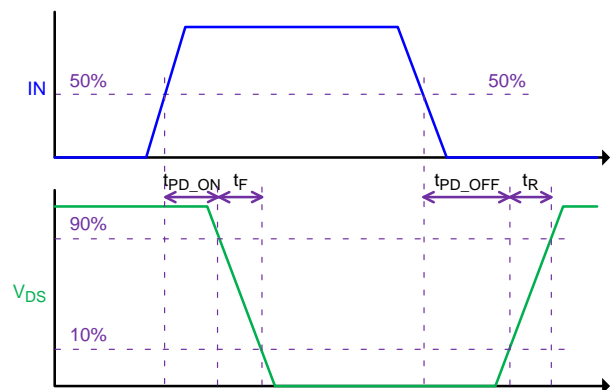 50%
50%
IN
tPD_ON
tF
tPD_OFF
tR
90%
VDS
10%